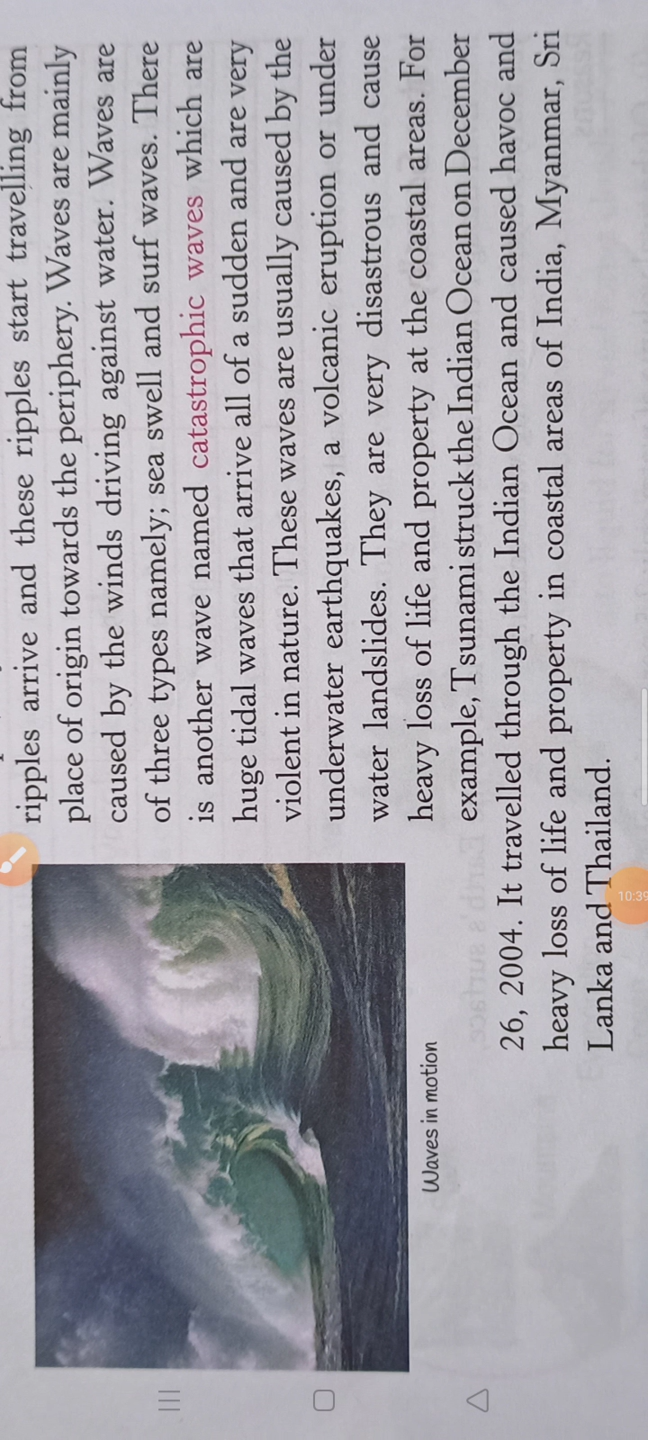 ripples arrive and these ripples start travelling from
place of origin towards the periphery. Waves are mainly
caused by the winds driving against water. Waves are
of three types namely; sea swell and surf waves. There
is another wave named catastrophic waves which are
huge tidal waves that arrive all of a sudden and are very
violent in nature. These waves are usually caused by the
underwater earthquakes, a volcanic eruption or under
water landslides. They are very disastrous and cause
heavy loss of life and property at the coastal areas. For
example, Tsunami struck the Indian Ocean on December
26, 2004. It travelled through the Indian Ocean and caused havoc and
heavy loss of life and property in coastal areas of India, Myanmar, Sri
Lanka and Thailand.
Waves in motion
10:39